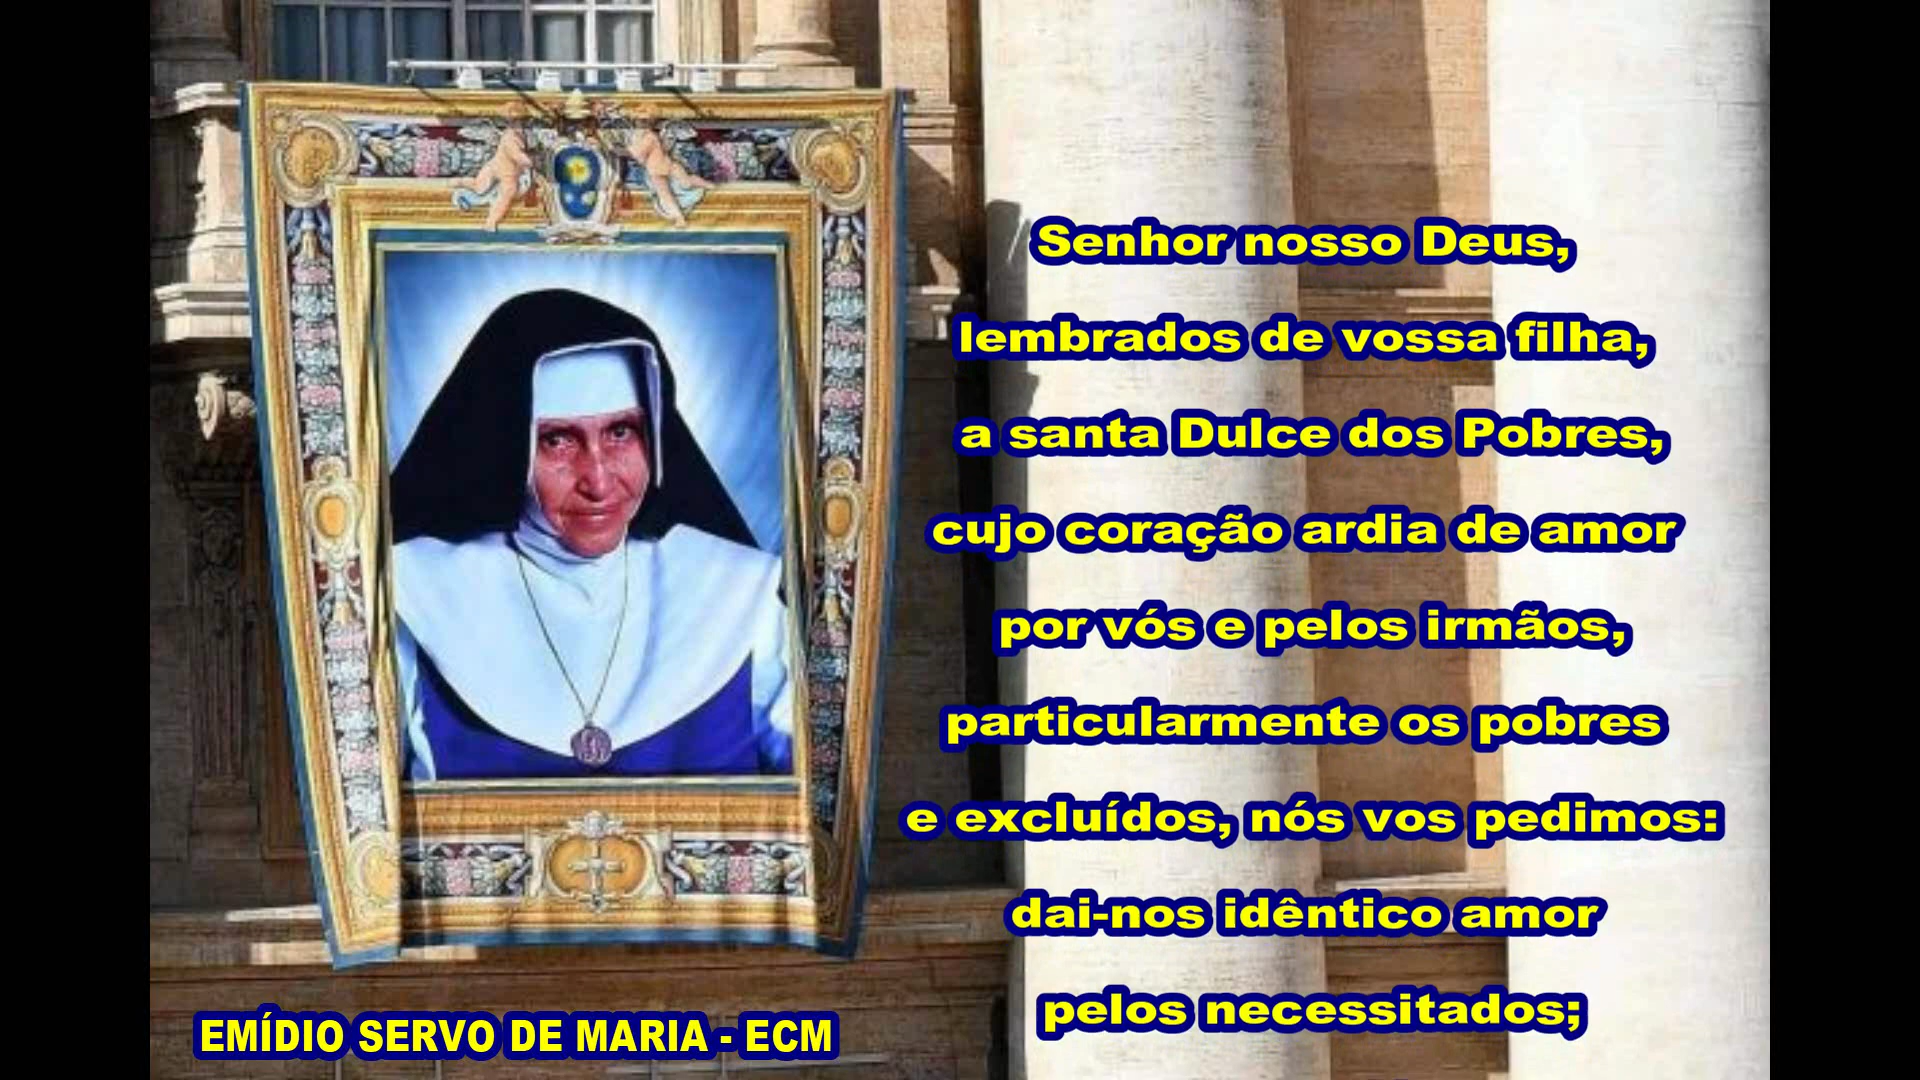 Senhor nosso Deus,
lembrados de vossa filha,
a santa Dulce dos Pobres,
cujo coração ardia de amor
por vós e pelos irmãos,
particularmente os pobres
e excluídos, nós vos pedimos:
dai-nos idêntico amor
pelos necessitados;
EMÍDIO SERVO DE MARIA - ECM